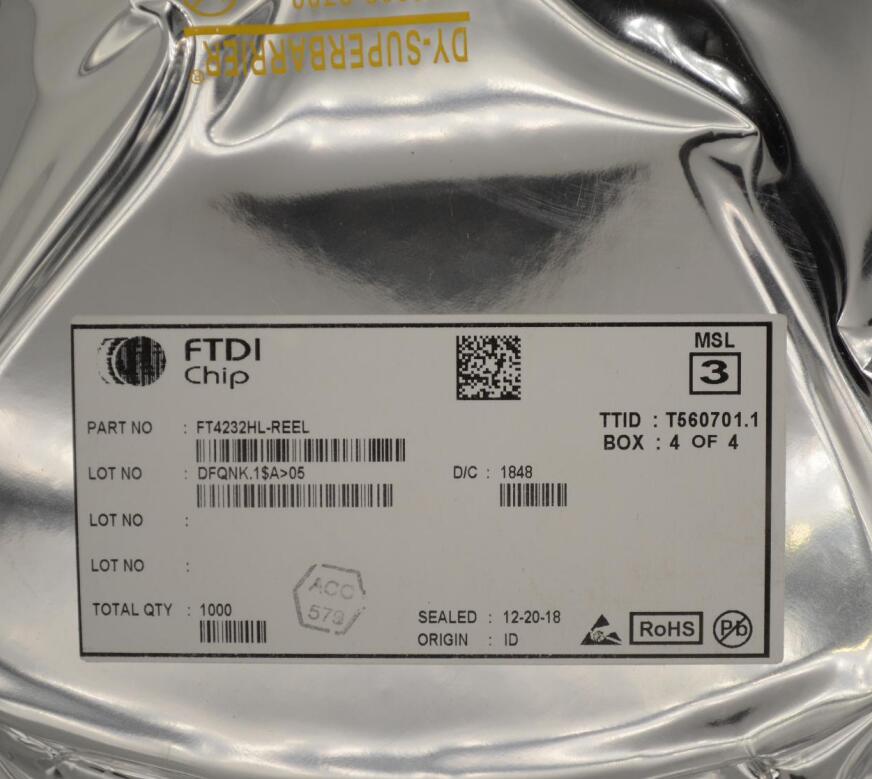 DY-SUPERBARRIER®
FTDI
Chip
MSL
3
PART NO : FT4232HL-REEL
TTID : T560701.1
BOX : 4 OF 4
LOT NO : DFQNK.1$A>05
D/C : 1848
LOT NO :
LOT NO :
TOTAL QTY : 1000
ACC
579
SEALED : 12-20-18
ORIGIN : ID
RoHS
Pb